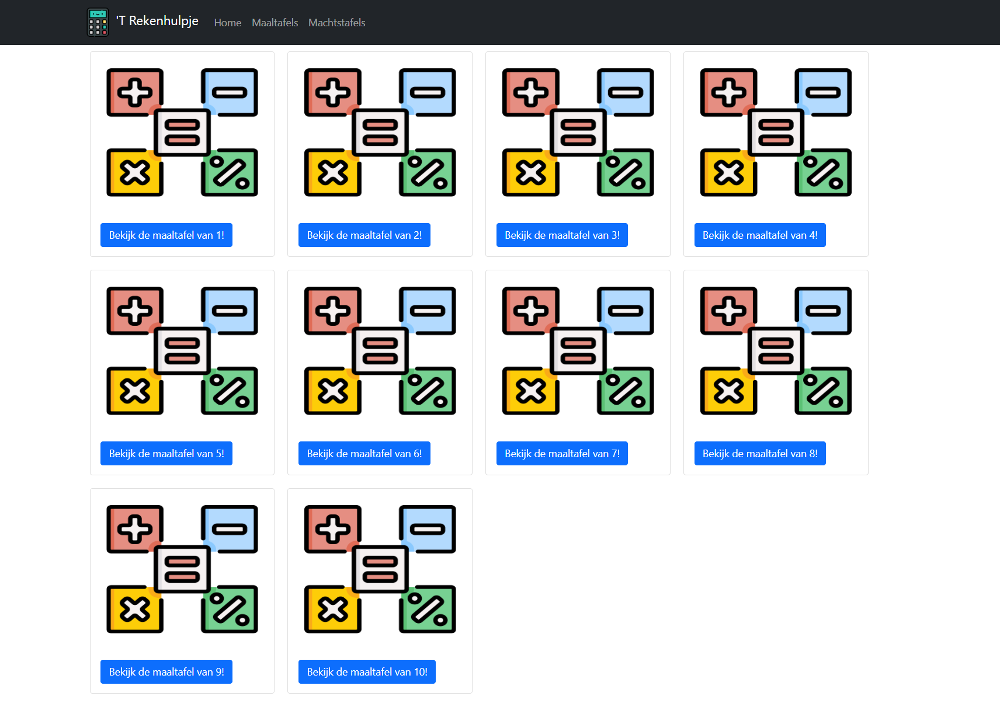 'T Rekenhulpje Home Maaltafels Machtstafels
Bekijk de maaltafel van 1! Bekijk de maaltafel van 2! Bekijk de maaltafel van 3! Bekijk de maaltafel van 4!
Bekijk de maaltafel van 5! Bekijk de maaltafel van 6! Bekijk de maaltafel van 7! Bekijk de maaltafel van 8!
Bekijk de maaltafel van 9! Bekijk de maaltafel van 10!